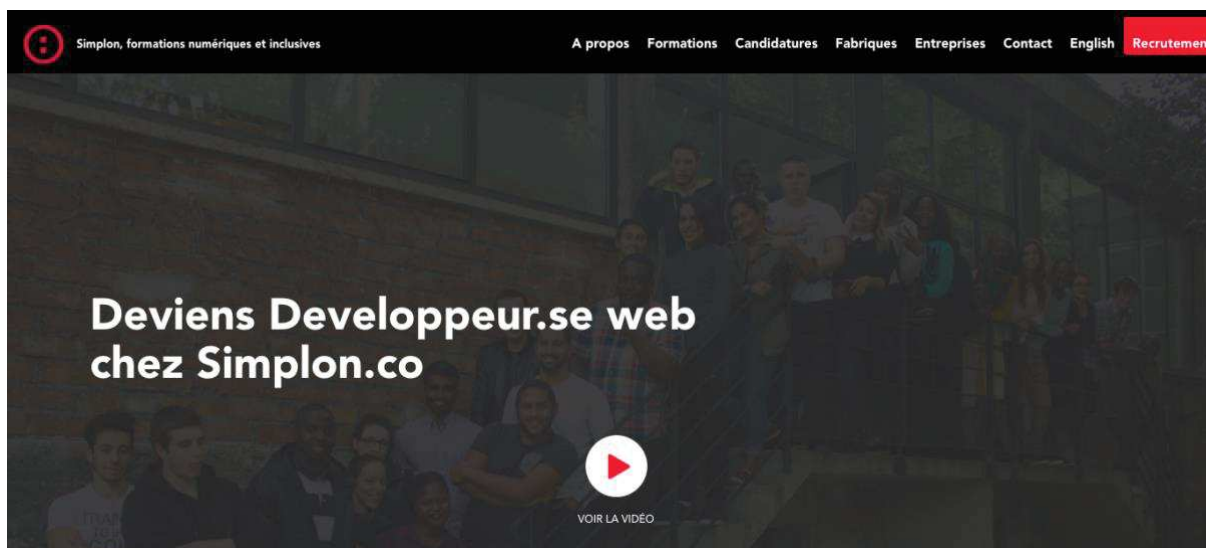 Simplon, formations numériques et inclusives
A propos Formations Candidatures Fabriques Entreprises Contact English Recrutemen
Deviens Developpeur.se web
chez Simplon.co
VOIR LA VIDÉO